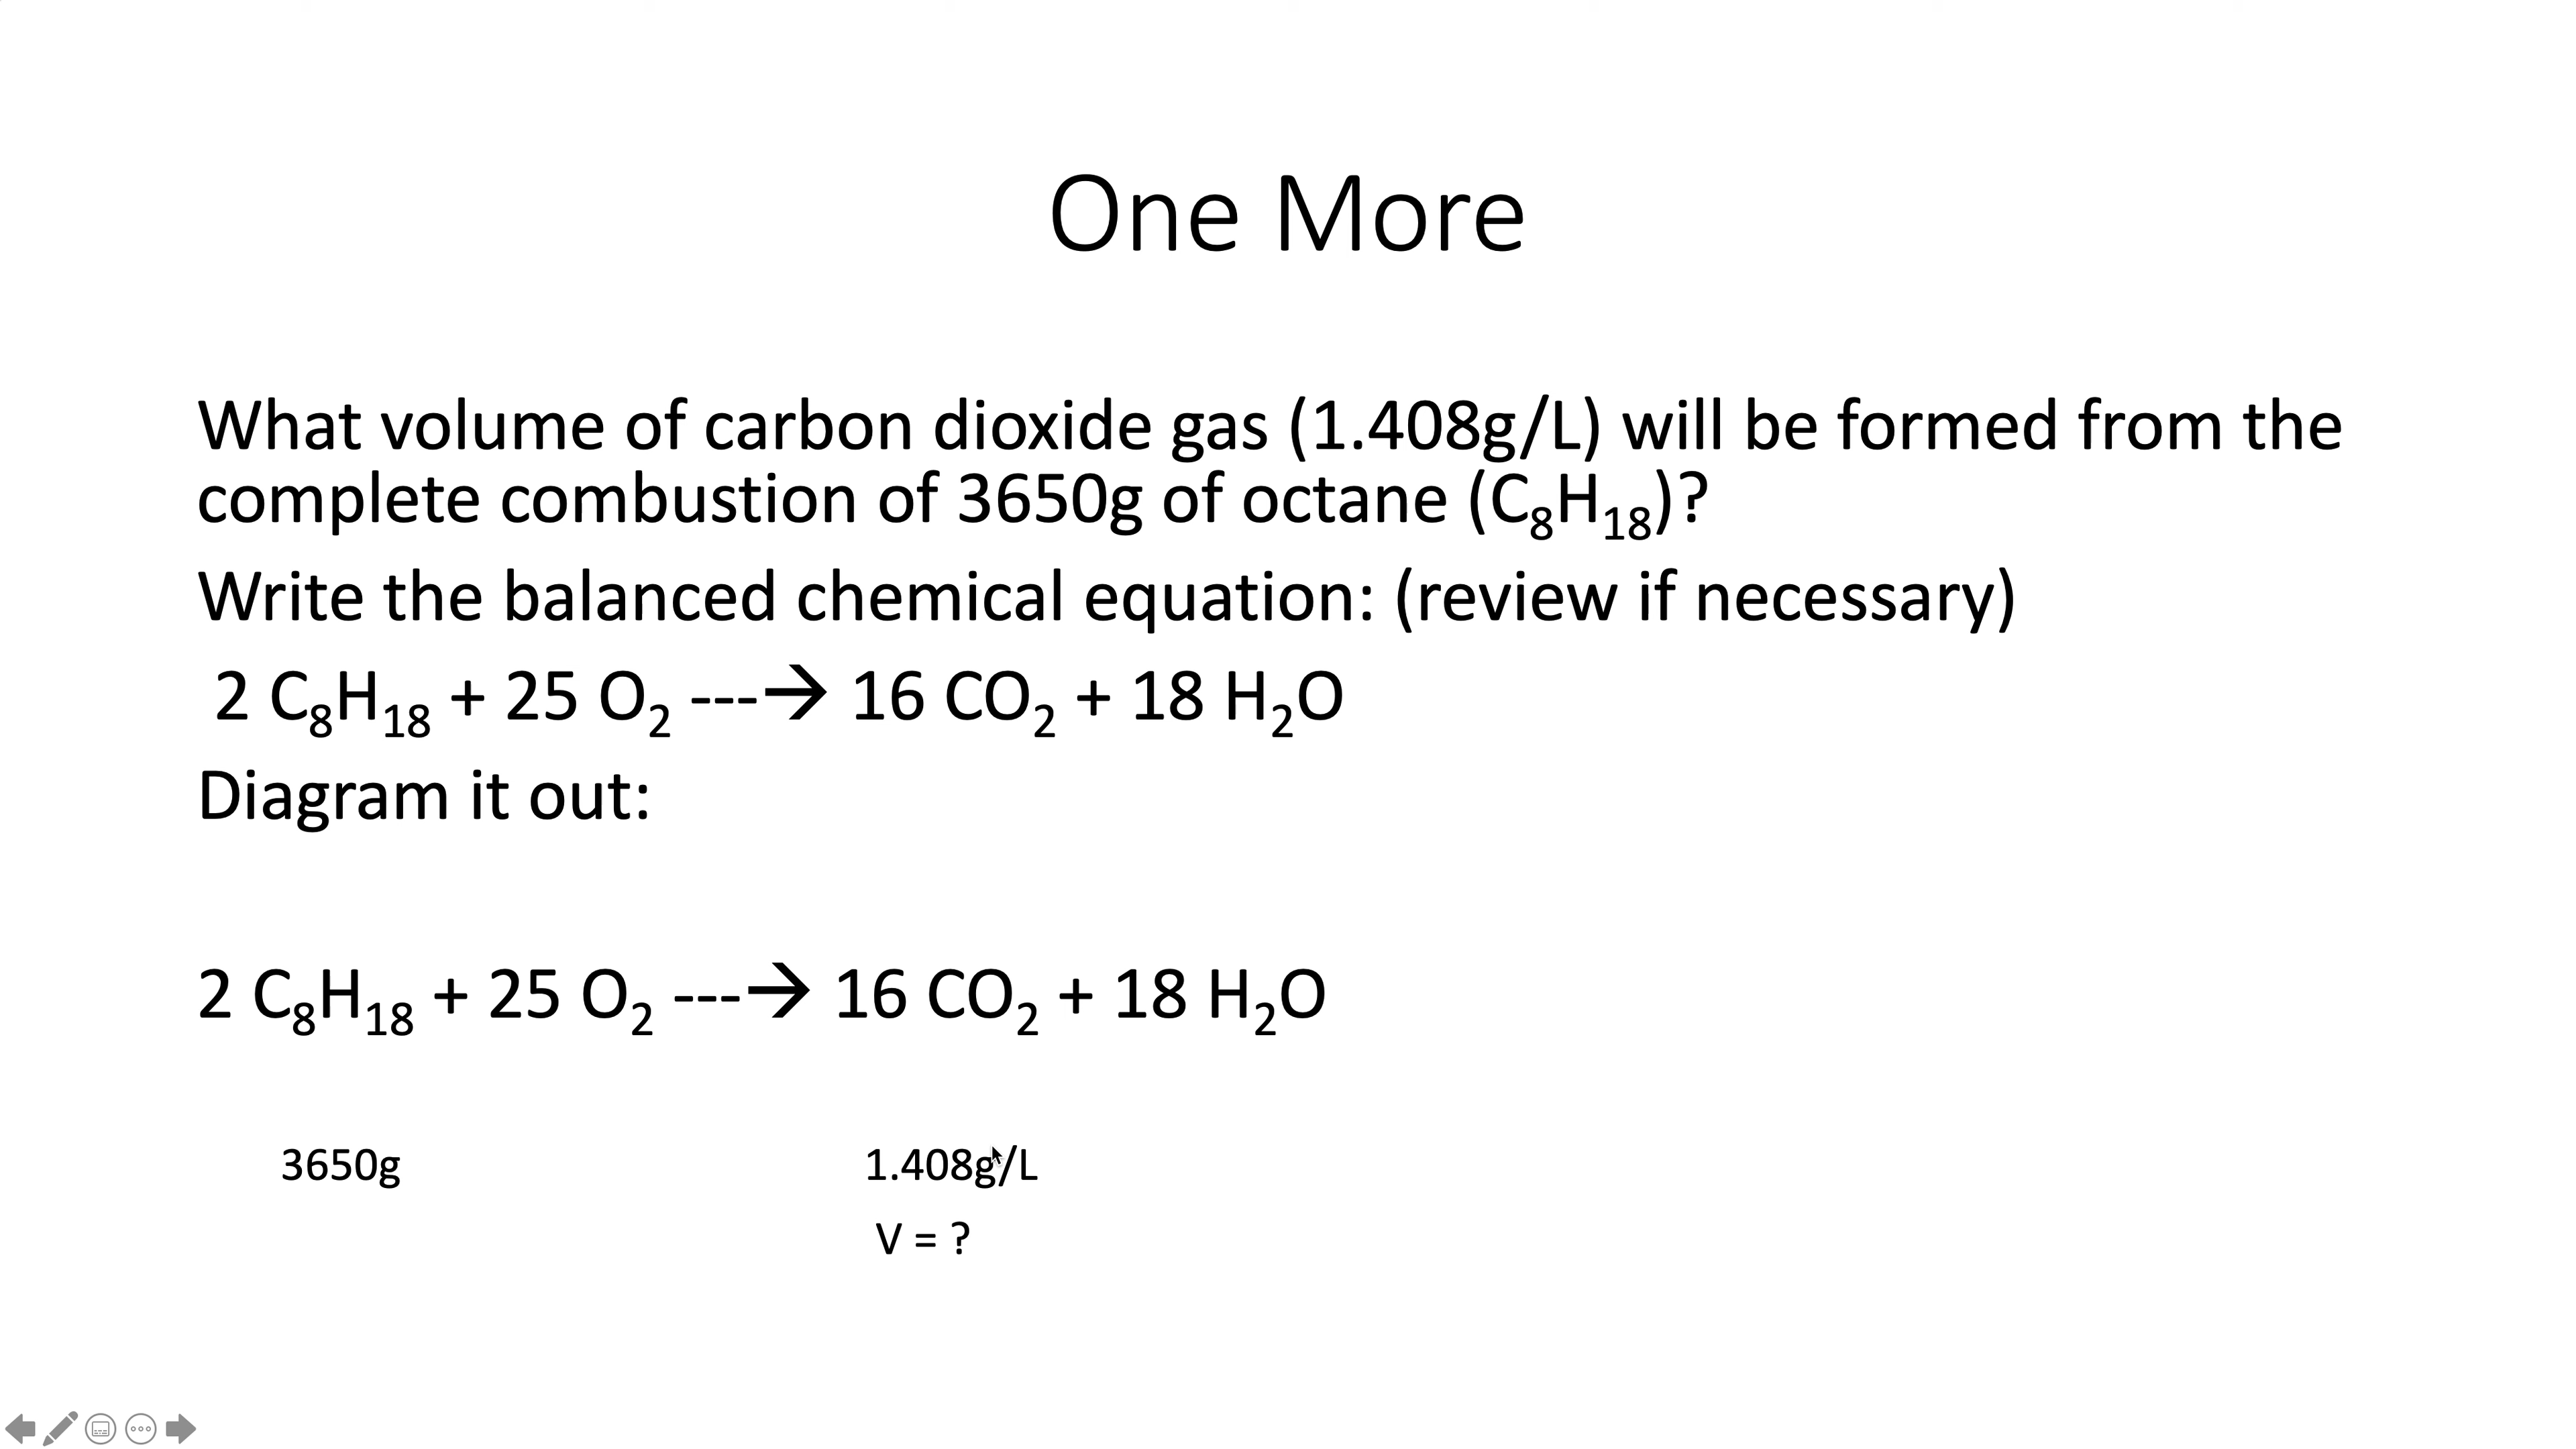 One More
What volume of carbon dioxide gas (1.408g/L) will be formed from the
complete combustion of 3650g of octane (C₈H₁₈)?
Write the balanced chemical equation: (review if necessary)
2 C₈H₁₈ + 25 O₂ ---→ 16 CO₂ + 18 H₂O
Diagram it out:
2 C₈H₁₈ + 25 O₂ ---→ 16 CO₂ + 18 H₂O
3650g 1.408g/L
V = ?